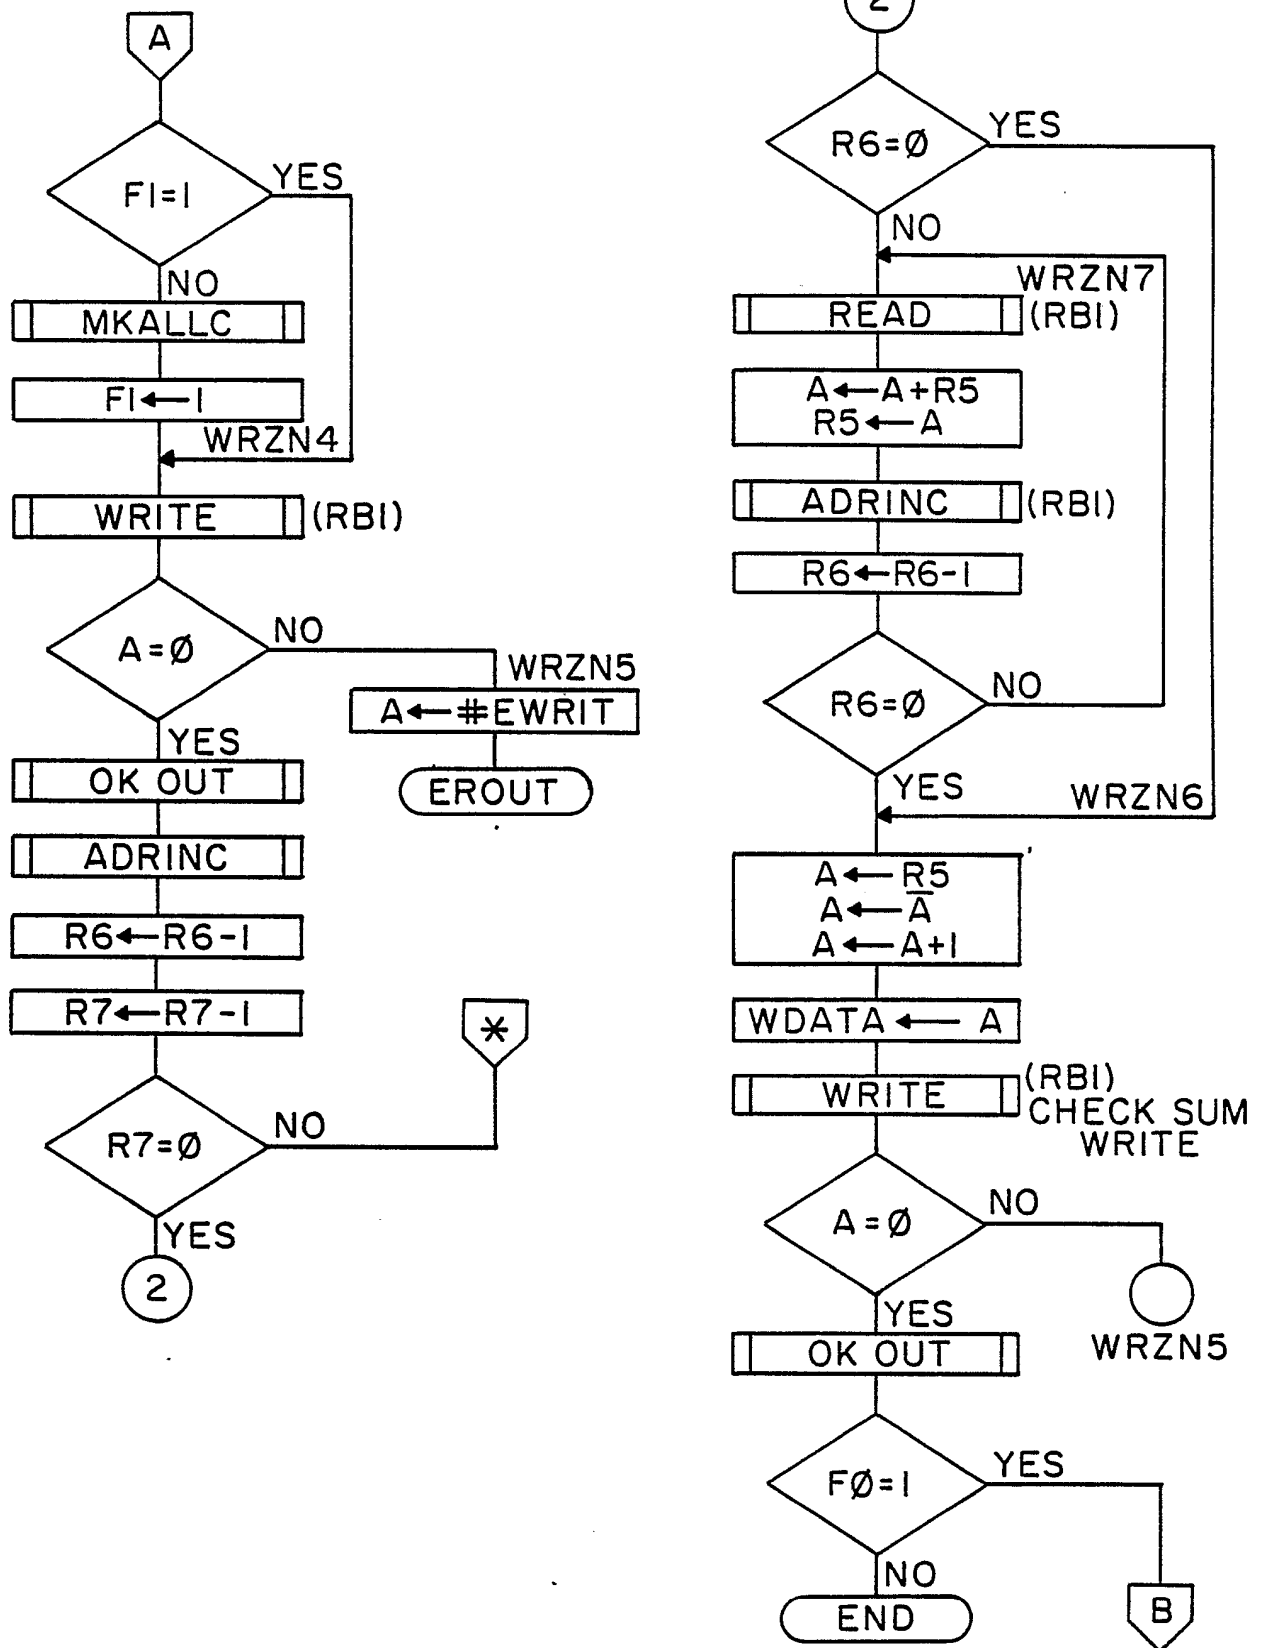 A
F1=1
YES
NO
MKALLC
F1←1
WRZN4
WRITE
(RB1)
A=Ø
NO
WRZN5
A←#EWRIT
EROUT
YES
OK OUT
ADRINC
R6←R6-1
R7←R7-1
*
R7=Ø
NO
YES
2
2
R6=Ø
YES
NO
WRZN7
READ
(RB1)
A←A+R5
R5←A
ADRINC
(RB1)
R6←R6-1
R6=Ø
NO
YES
WRZN6
A←R5
A←A̅
A←A+1
WDATA←A
WRITE
(RB1)
CHECK SUM
WRITE
A=Ø
NO
WRZN5
YES
OK OUT
FØ=1
YES
NO
END
B